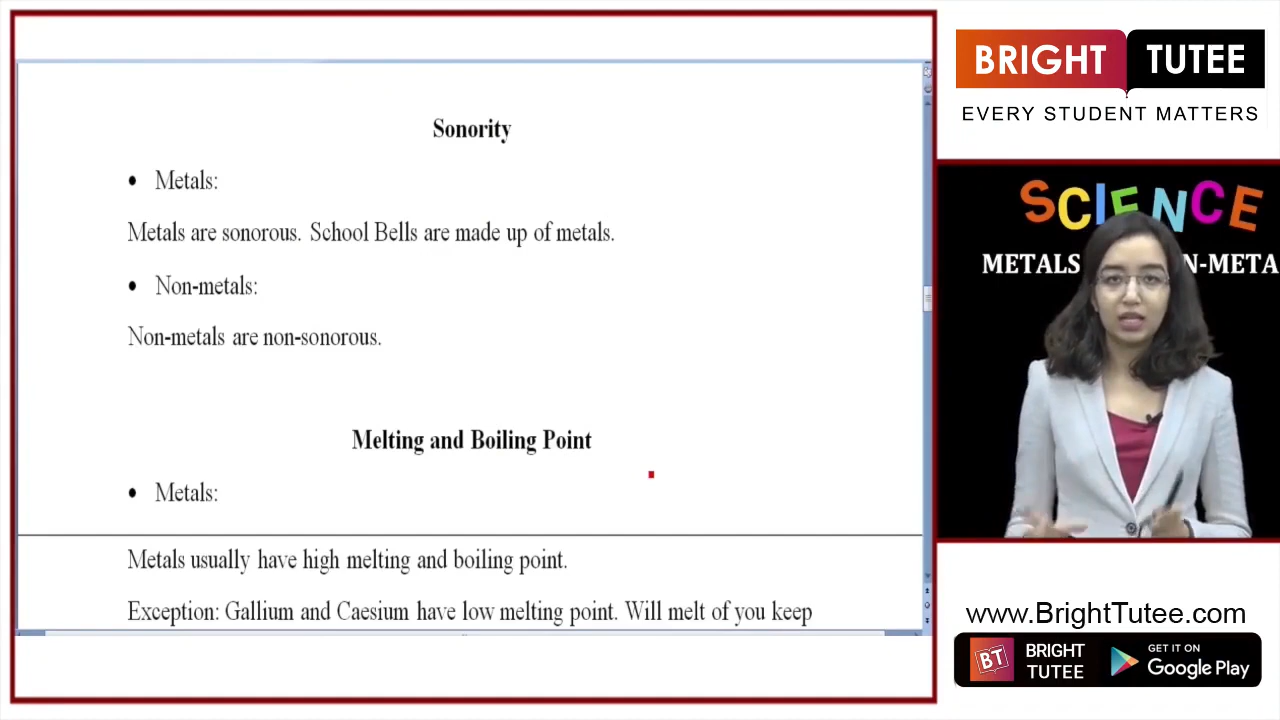 Sonority
• Metals:
Metals are sonorous. School Bells are made up of metals.
• Non-metals:
Non-metals are non-sonorous.
Melting and Boiling Point
• Metals:
Metals usually have high melting and boiling point.
Exception: Gallium and Caesium have low melting point. Will melt of you keep
BRIGHT TUTEE
EVERY STUDENT MATTERS
SCIENCE
METALS N-META
www.BrightTutee.com
BT BRIGHT TUTEE
GET IT ON
Google Play